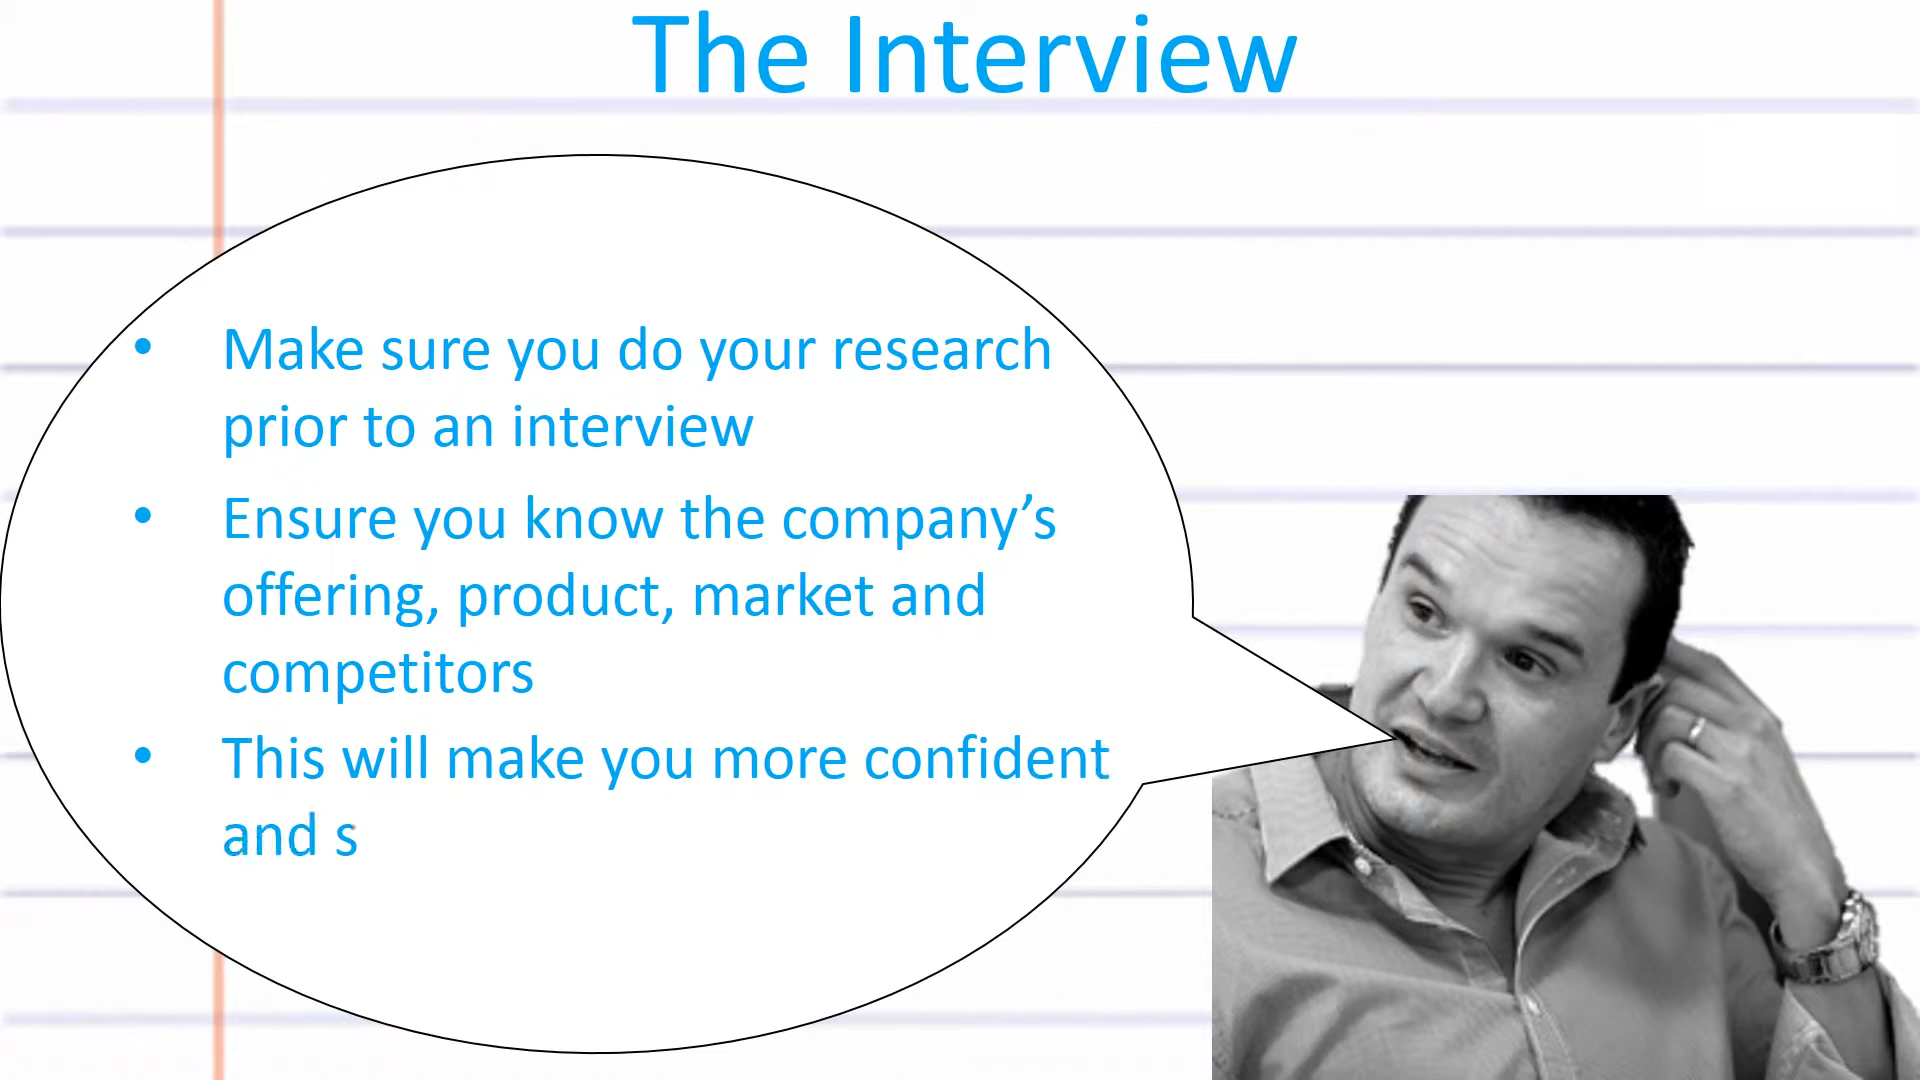 The Interview
• Make sure you do your research
prior to an interview
• Ensure you know the company’s
offering, product, market and
competitors
• This will make you more confident
and s